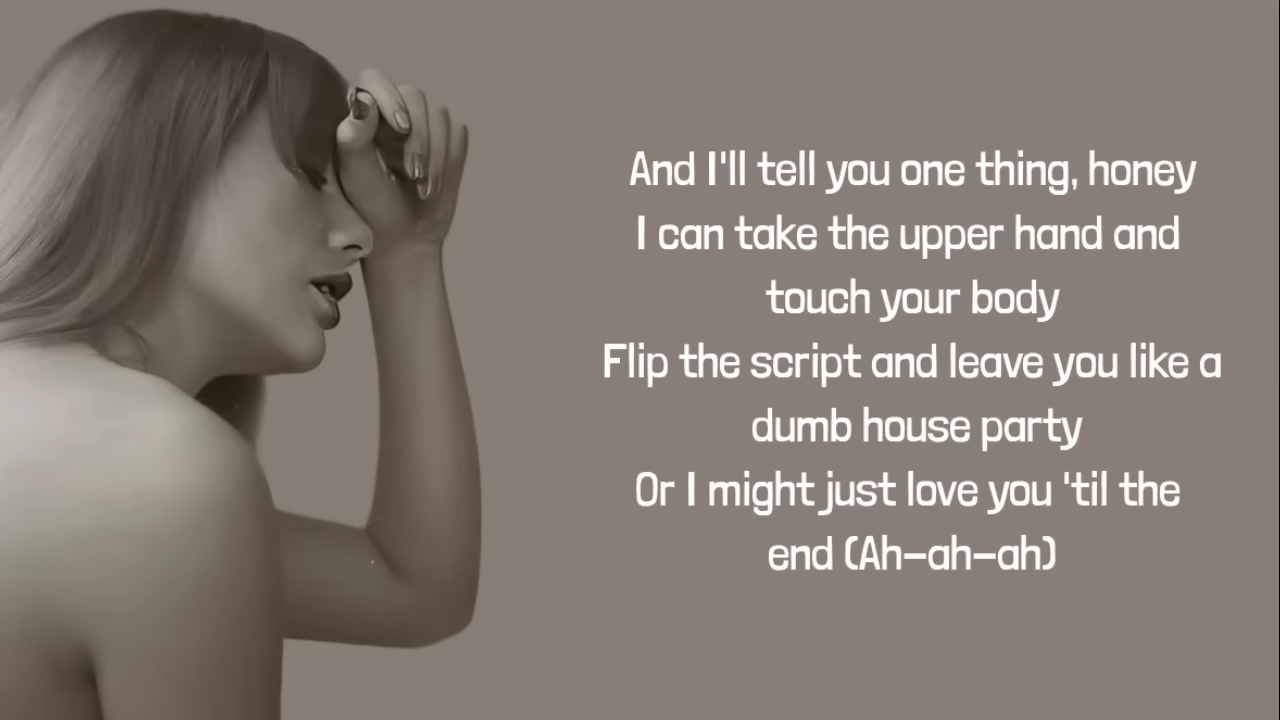 And I'll tell you one thing, honey
I can take the upper hand and
touch your body
Flip the script and leave you like a
dumb house party
Or I might just love you 'til the
end (Ah–ah–ah)